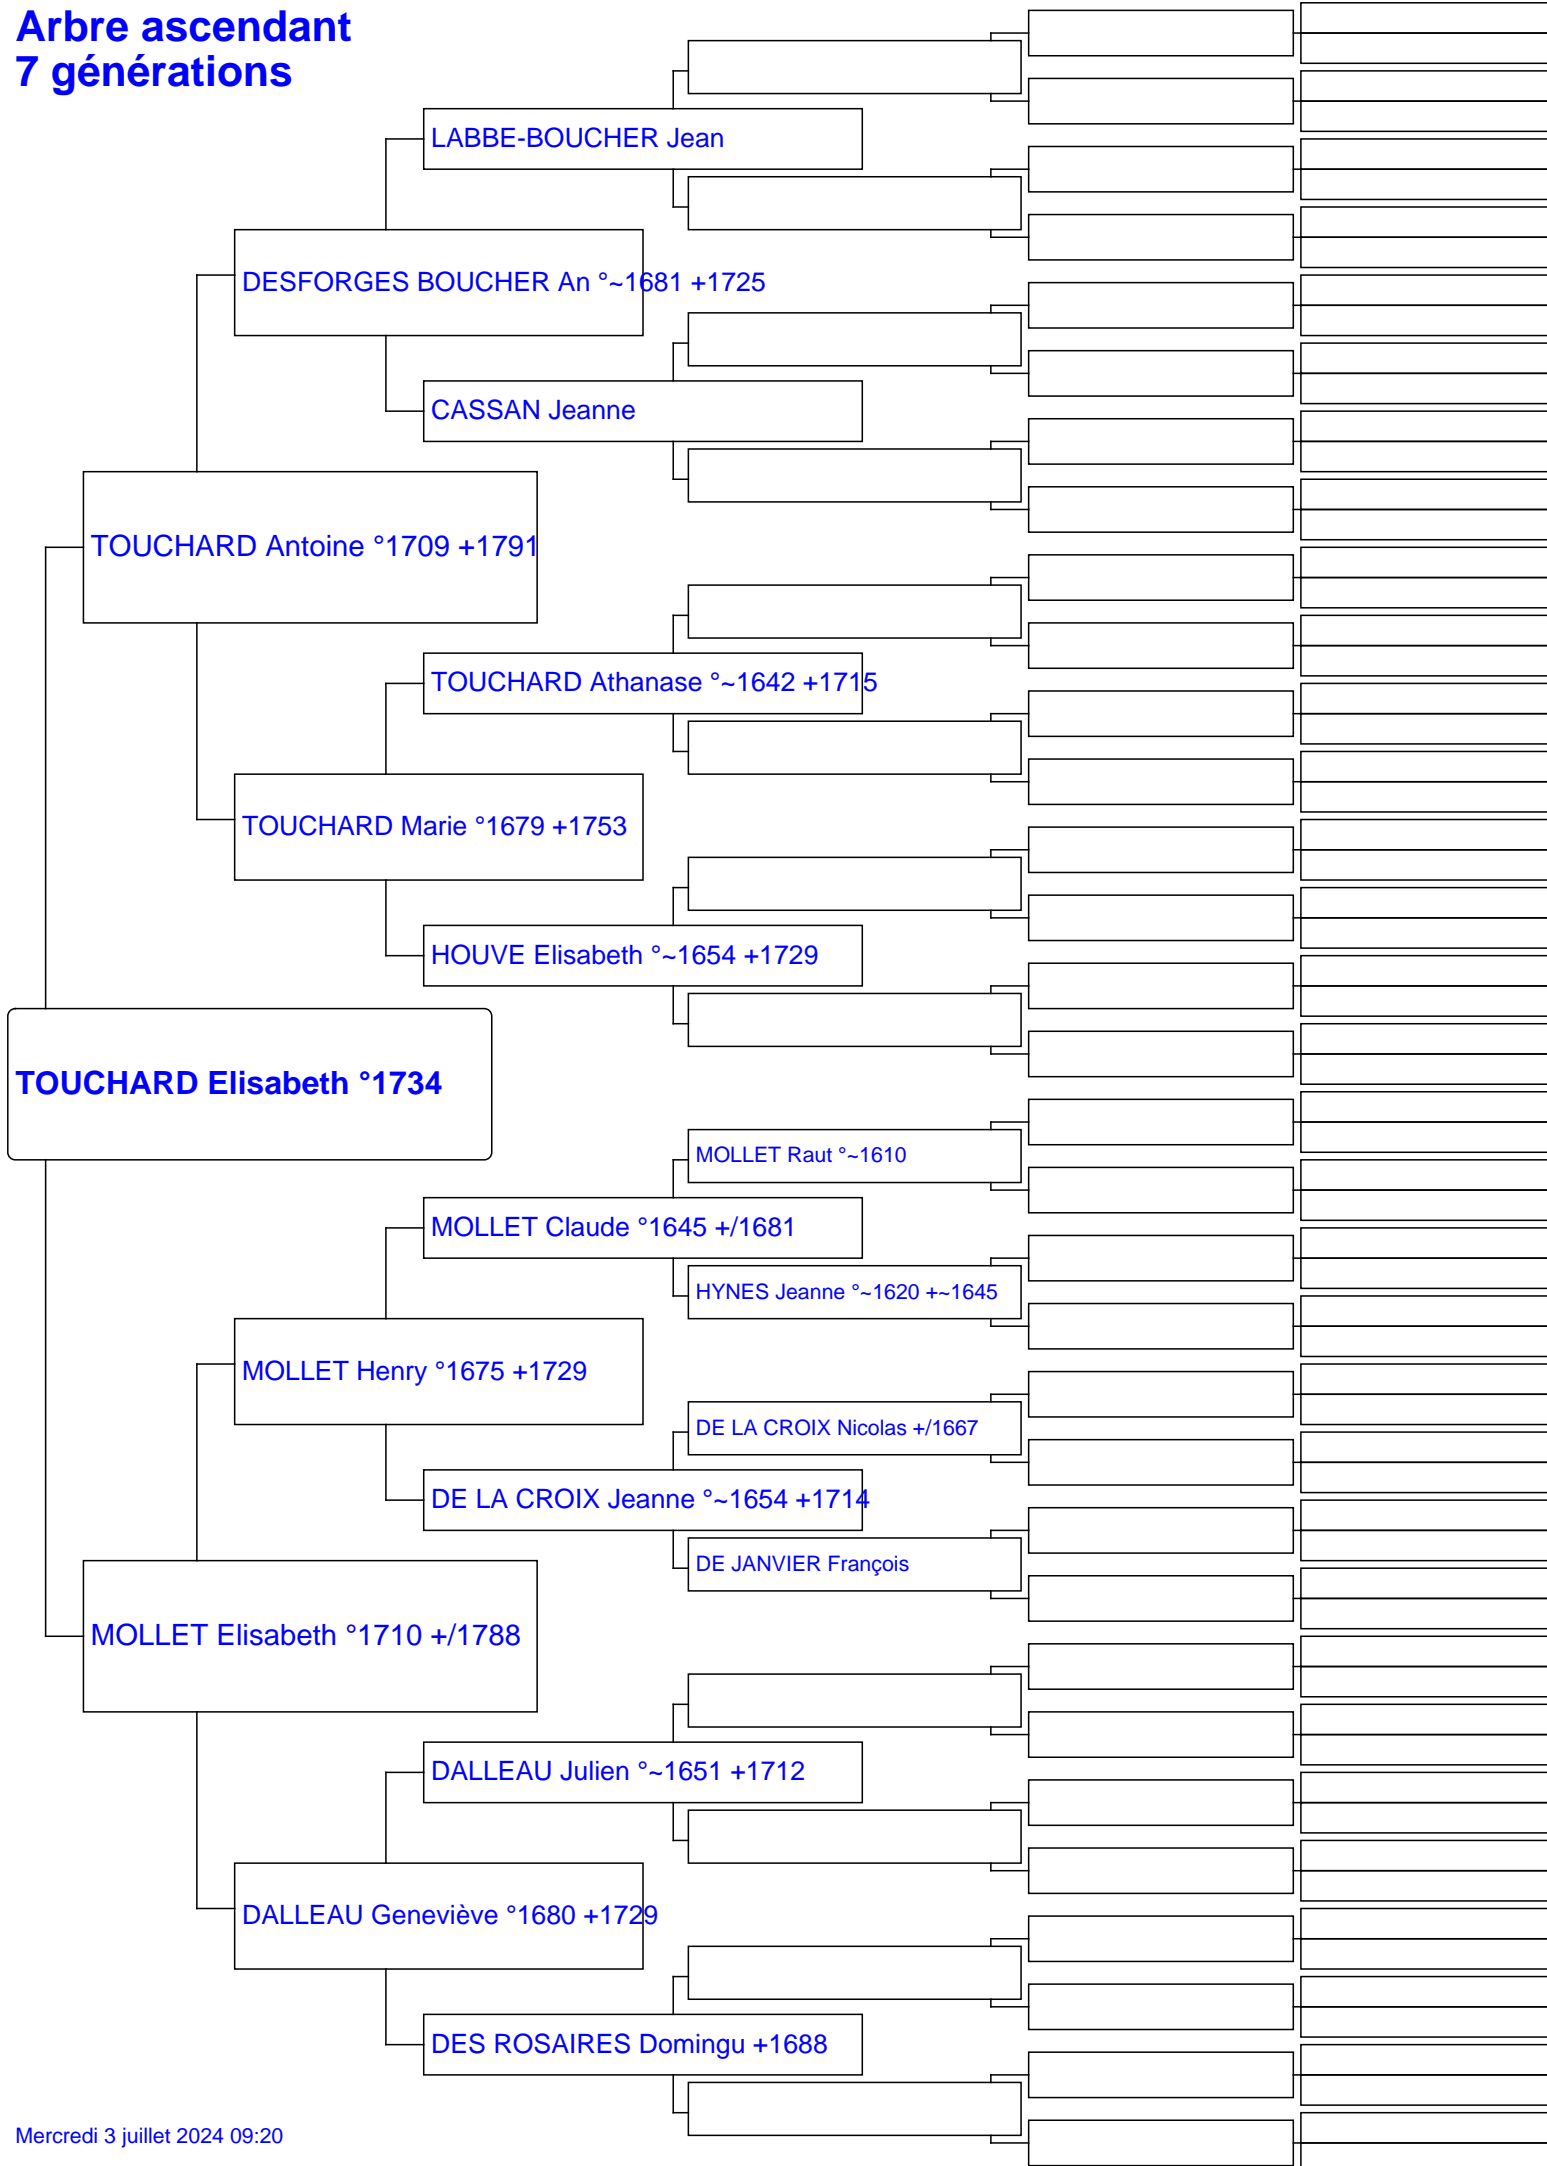 Arbre ascendant
7 générations
LABBE-BOUCHER Jean
DESFORGES BOUCHER An °~1681 +1725
CASSAN Jeanne
TOUCHARD Antoine °1709 +1791
TOUCHARD Athanase °~1642 +1715
TOUCHARD Marie °1679 +1753
HOUVE Elisabeth °~1654 +1729
TOUCHARD Elisabeth °1734
MOLLET Raut °~1610
MOLLET Claude °1645 +/1681
HYNES Jeanne °~1620 +~1645
MOLLET Henry °1675 +1729
DE LA CROIX Nicolas +/1667
DE LA CROIX Jeanne °~1654 +1714
DE JANVIER François
MOLLET Elisabeth °1710 +/1788
DALLEAU Julien °~1651 +1712
DALLEAU Geneviève °1680 +1729
DES ROSAIRES Domingu +1688
Mercredi 3 juillet 2024 09:20